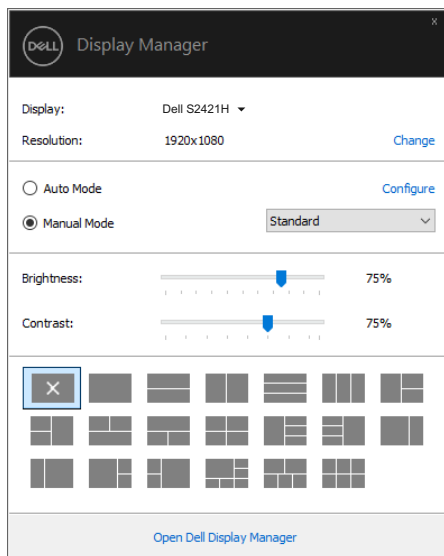 x
DELL Display Manager
Display: Dell S2421H
Resolution: 1920x1080 Change
Auto Mode Configure
Manual Mode Standard
Brightness: 75%
Contrast: 75%
Open Dell Display Manager